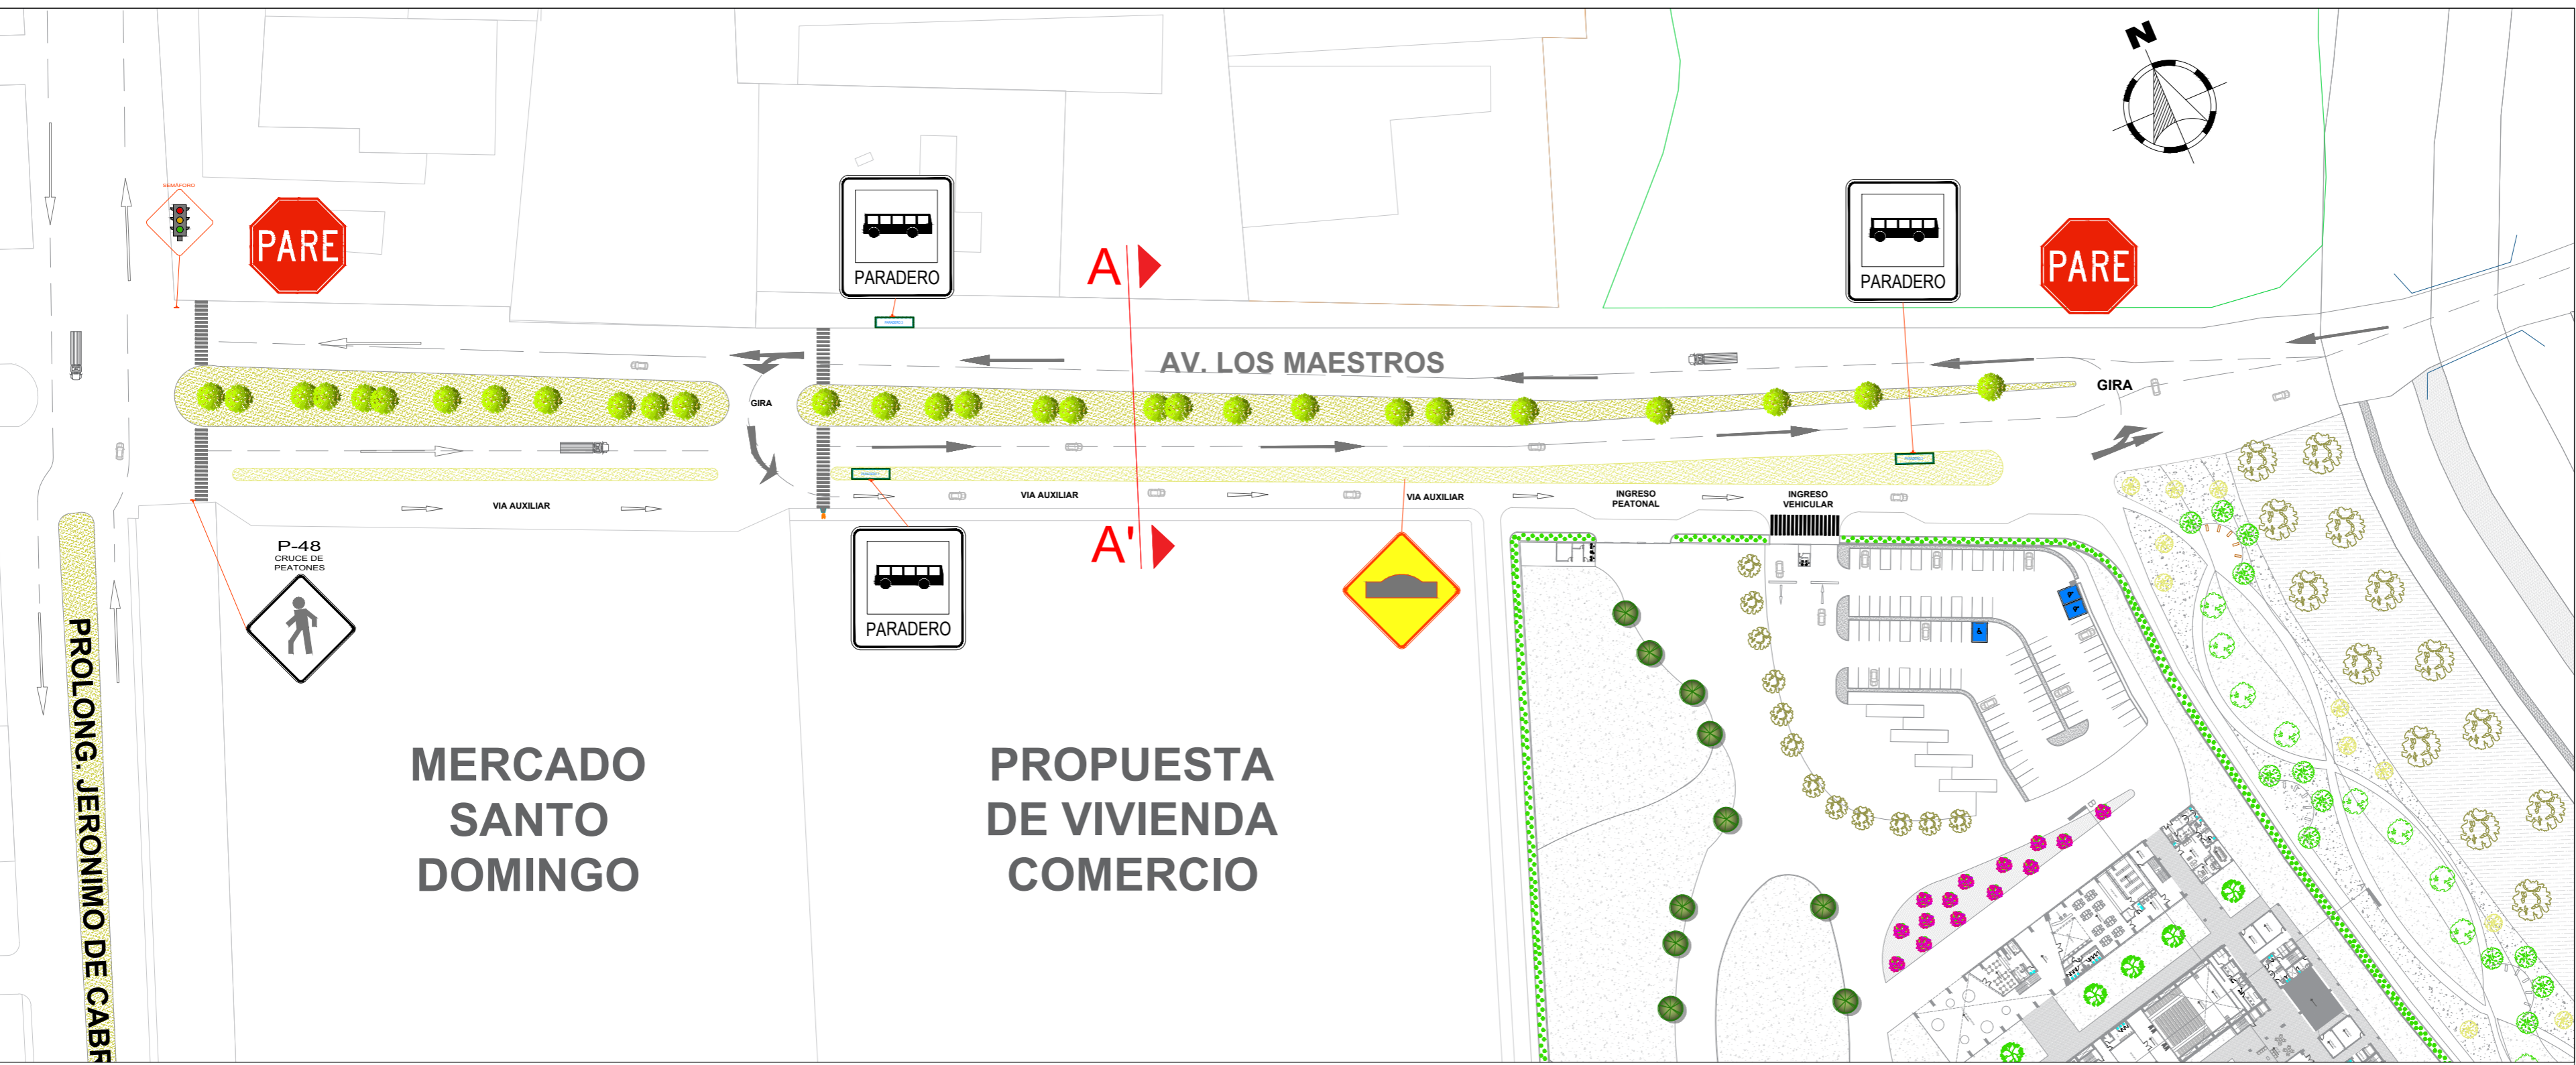 N
SEMÁFORO
PARE
PARADERO
A
PARADERO
PARE
AV. LOS MAESTROS
GIRA
GIRA
VIA AUXILIAR
VIA AUXILIAR
VIA AUXILIAR
INGRESO
PEATONAL
INGRESO
VEHICULAR
P-48
CRUCE DE
PEATONES
PARADERO
A'
PROLONG. JERONIMO DE CABR
MERCADO
SANTO
DOMINGO
PROPUESTA
DE VIVIENDA
COMERCIO